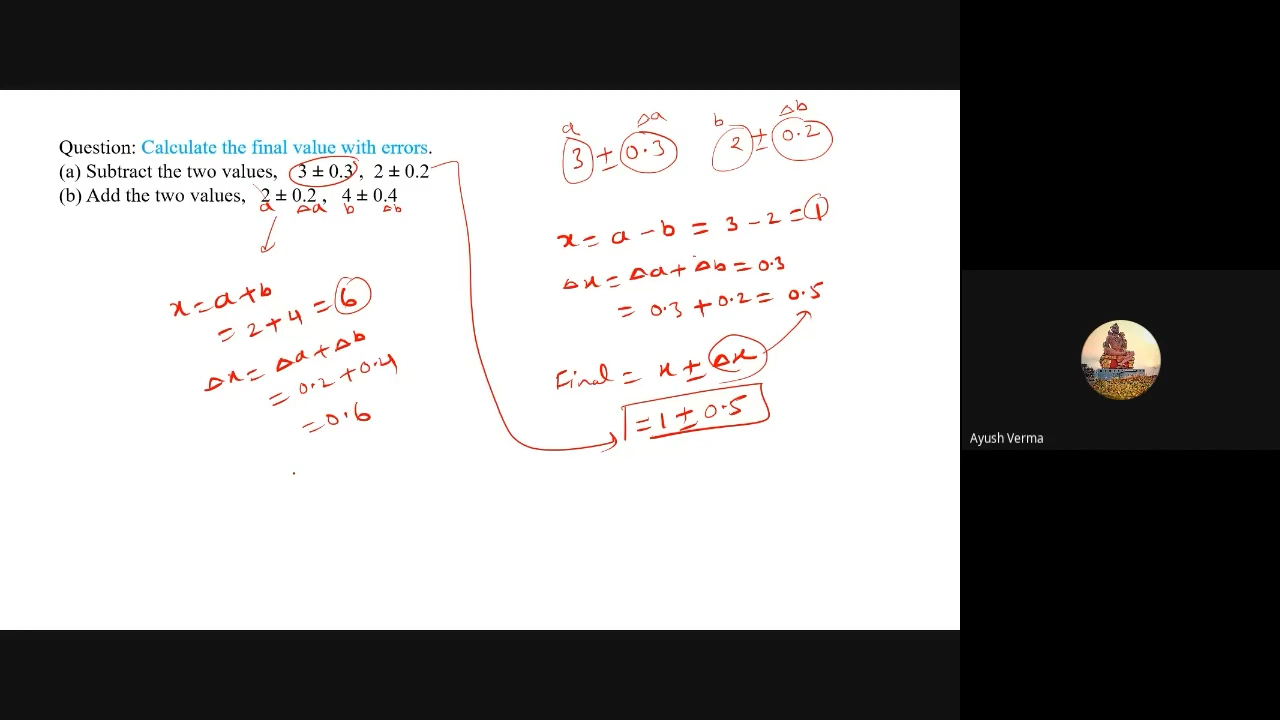 Question: Calculate the final value with errors.
(a) Subtract the two values, 3 ± 0.3, 2 ± 0.2
(b) Add the two values, 2 ± 0.2 , 4 ± 0.4
a Δa b Δb
x = a + b
= 2 + 4 = 6
Δx = Δa + Δb
= 0.2 + 0.4
= 0.6
a Δa b Δb
3 ± 0.3 2 ± 0.2
x = a - b = 3 - 2 = 1
Δx = Δa + Δb = 0.3
= 0.3 + 0.2 = 0.5
Final = x ± Δx
= 1 ± 0.5
Ayush Verma